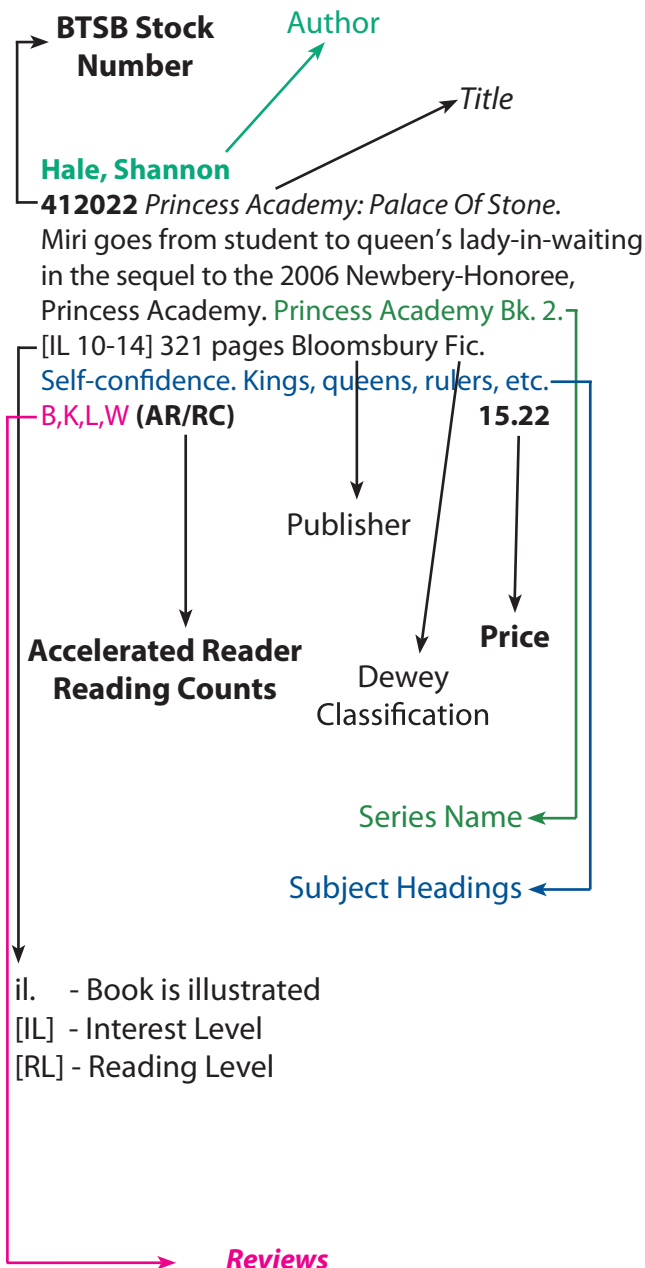 BTSB Stock
Number
Author
Title
Hale, Shannon
412022 Princess Academy: Palace Of Stone.
Miri goes from student to queen's lady-in-waiting
in the sequel to the 2006 Newbery-Honoree,
Princess Academy. Princess Academy Bk. 2.
[IL 10-14] 321 pages Bloomsbury Fic.
Self-confidence. Kings, queens, rulers, etc.
B,K,L,W (AR/RC) 15.22
Publisher
Accelerated Reader
Reading Counts
Price
Dewey
Classification
Series Name
Subject Headings
il. - Book is illustrated
[IL] - Interest Level
[RL] - Reading Level
Reviews